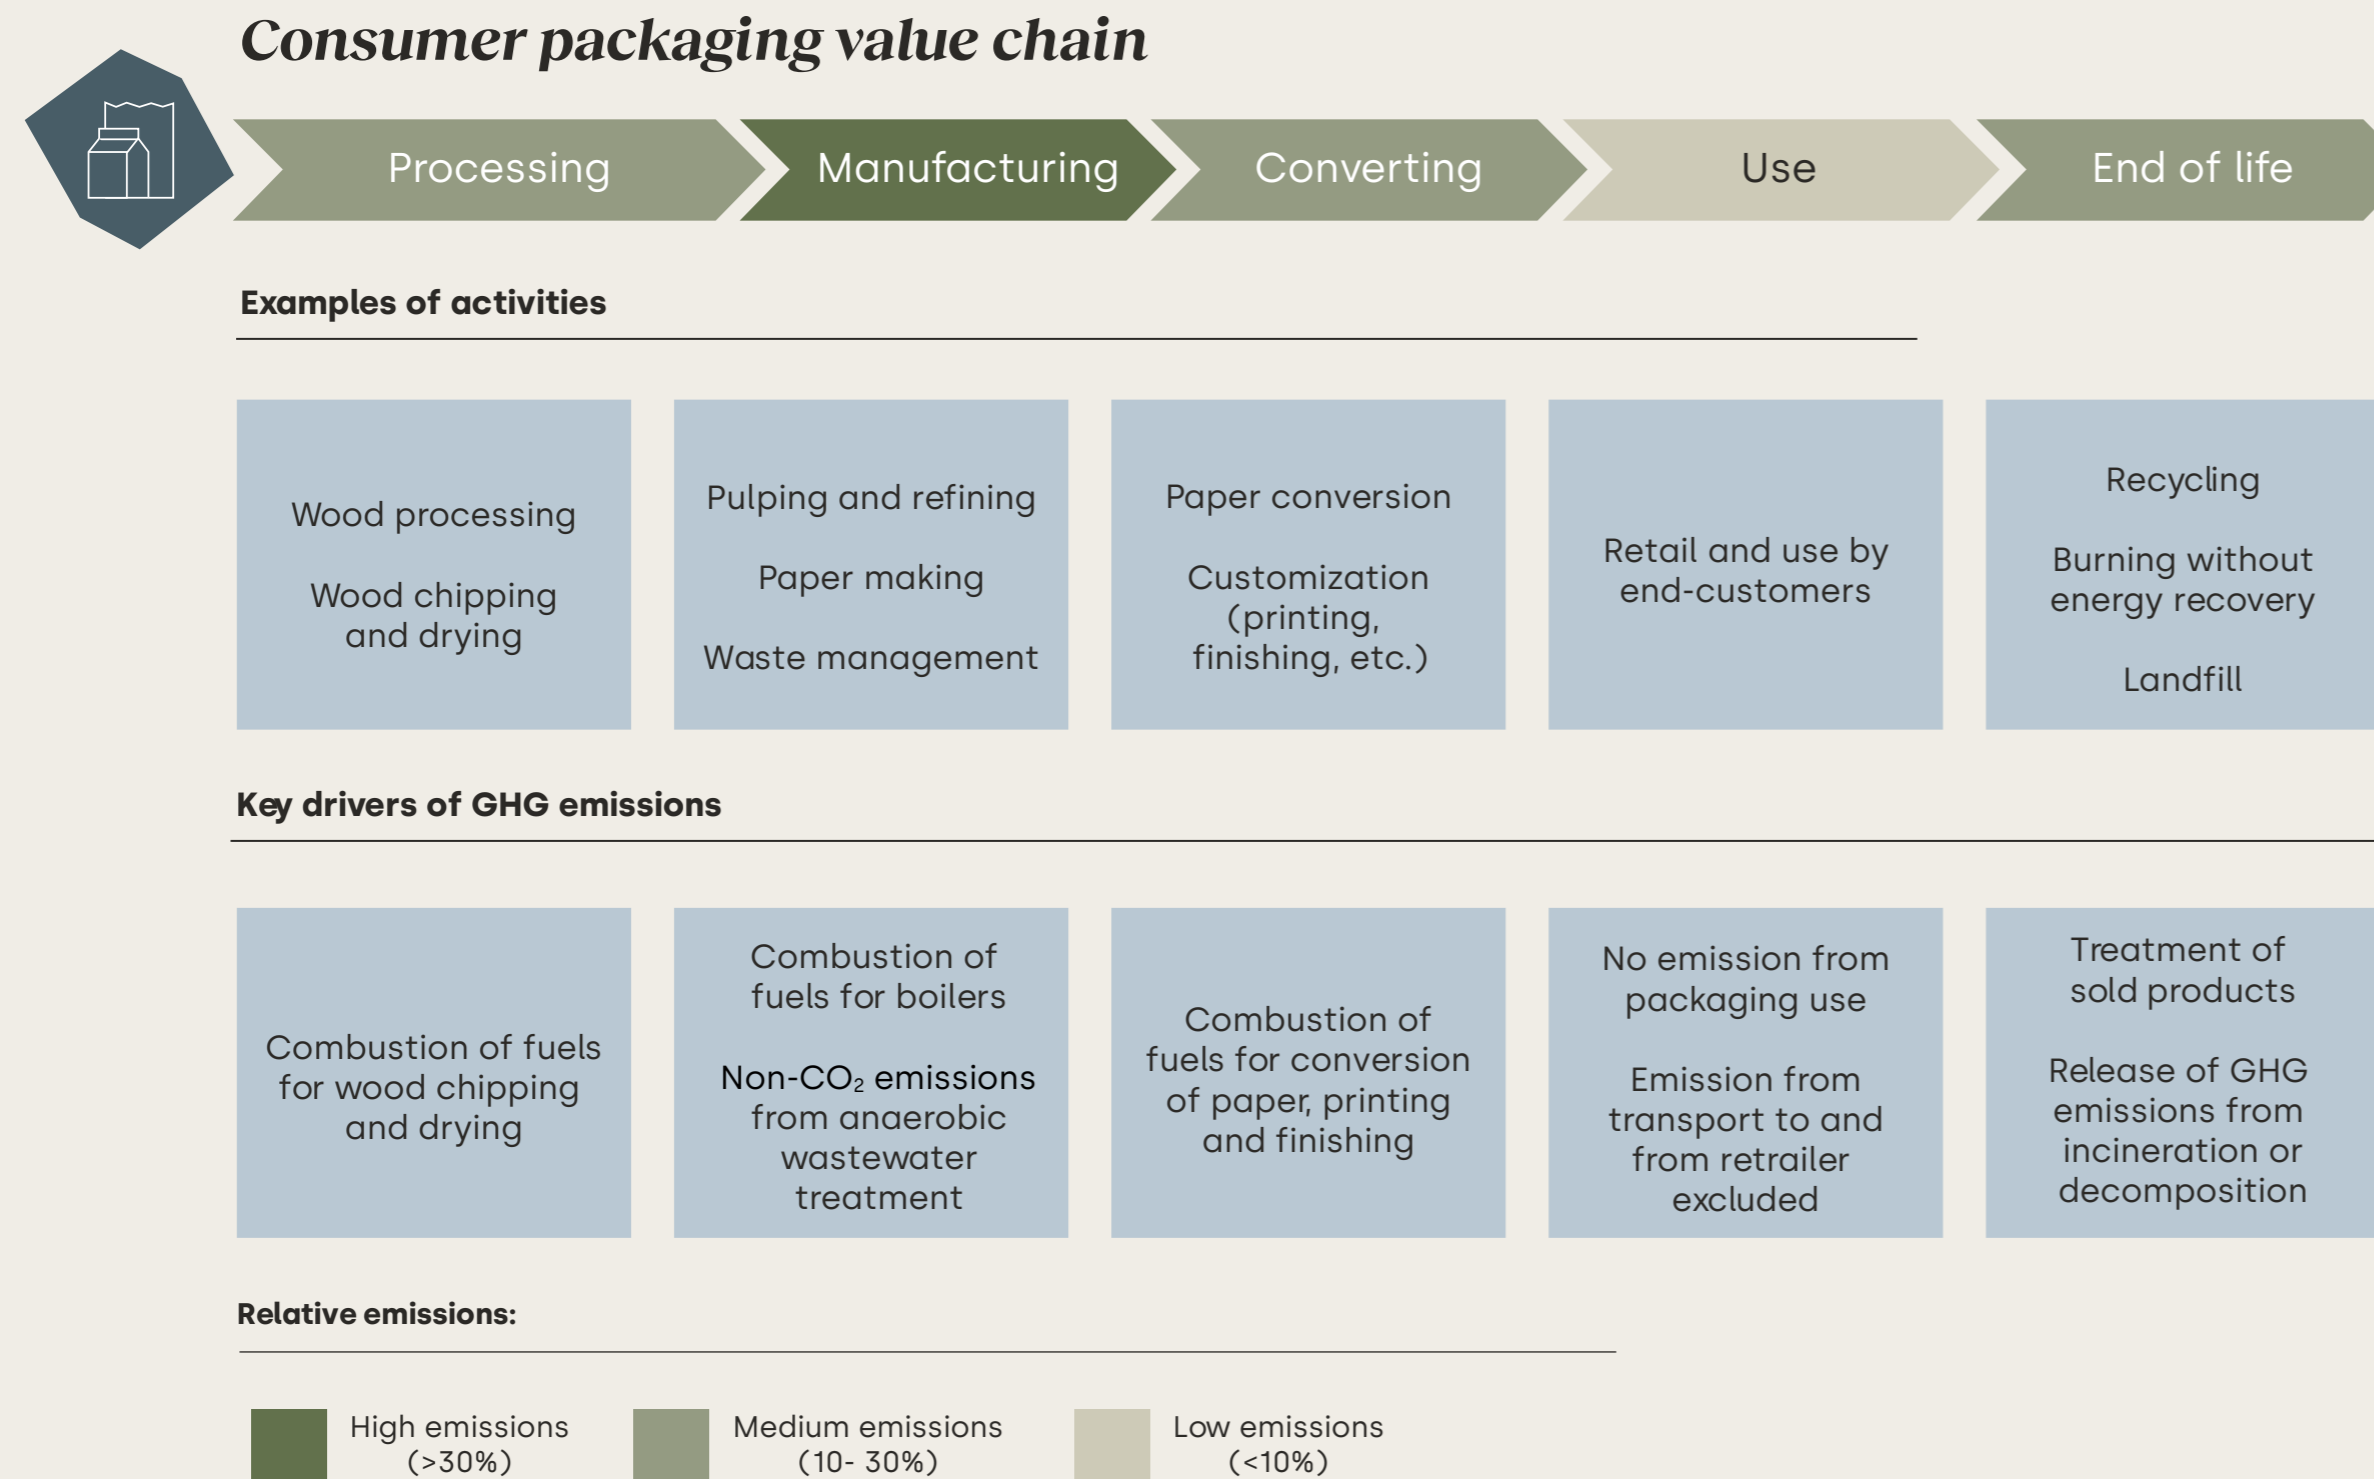 Consumer packaging value chain
Processing
Manufacturing
Converting
Use
End of life
Examples of activities
Wood processing
Wood chipping
and drying
Pulping and refining
Paper making
Waste management
Paper conversion
Customization
(printing,
finishing, etc.)
Retail and use by
end-customers
Recycling
Burning without
energy recovery
Landfill
Key drivers of GHG emissions
Combustion of fuels
for wood chipping
and drying
Combustion of
fuels for boilers
Non-CO₂ emissions
from anaerobic
wastewater
treatment
Combustion of
fuels for conversion
of paper, printing
and finishing
No emission from
packaging use
Emission from
transport to and
from retrailer
excluded
Treatment of
sold products
Release of GHG
emissions from
incineration or
decomposition
Relative emissions:
High emissions
(>30%)
Medium emissions
(10- 30%)
Low emissions
(<10%)